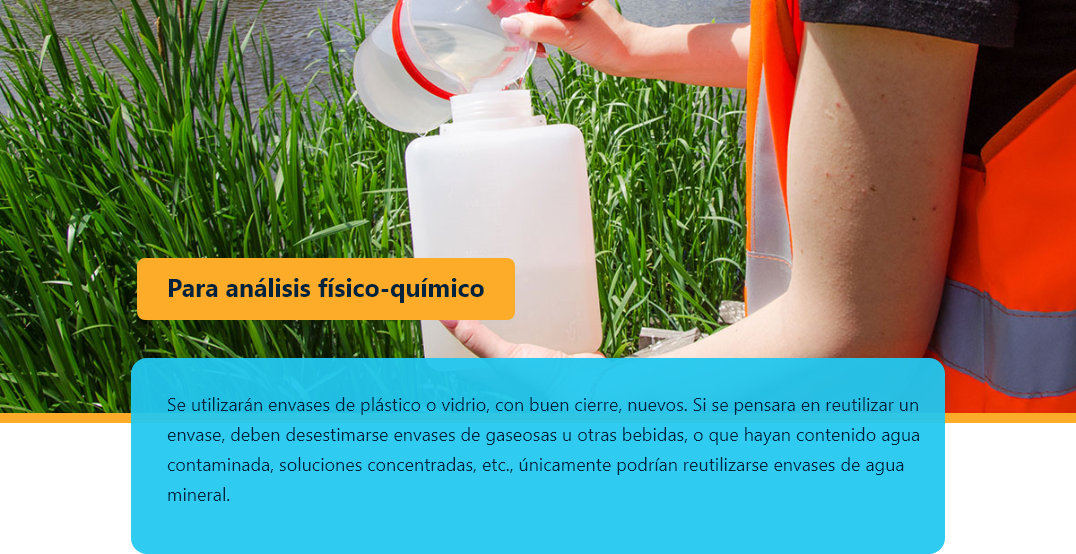 Para análisis físico-químico
Se utilizarán envases de plástico o vidrio, con buen cierre, nuevos. Si se pensara en reutilizar un
envase, deben desestimarse envases de gaseosas u otras bebidas, o que hayan contenido agua
contaminada, soluciones concentradas, etc., únicamente podrían reutilizarse envases de agua
mineral.